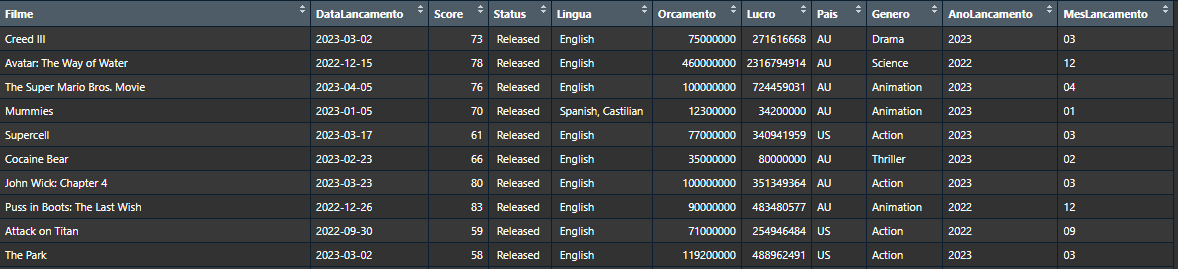 Filme DataLancamento Score Status Lingua Orcamento Lucro Pais Genero AnoLancamento MesLancamento
Creed III 2023-03-02 73 Released English 75000000 271616668 AU Drama 2023 03
Avatar: The Way of Water 2022-12-15 78 Released English 460000000 2316794914 AU Science 2022 12
The Super Mario Bros. Movie 2023-04-05 76 Released English 100000000 724459031 AU Animation 2023 04
Mummies 2023-01-05 70 Released Spanish, Castilian 12300000 34200000 AU Animation 2023 01
Supercell 2023-03-17 61 Released English 77000000 340941959 US Action 2023 03
Cocaine Bear 2023-02-23 66 Released English 35000000 80000000 AU Thriller 2023 02
John Wick: Chapter 4 2023-03-23 80 Released English 100000000 351349364 AU Action 2023 03
Puss in Boots: The Last Wish 2022-12-26 83 Released English 90000000 483480577 AU Animation 2022 12
Attack on Titan 2022-09-30 59 Released English 71000000 254946484 US Action 2022 09
The Park 2023-03-02 58 Released English 119200000 488962491 US Action 2023 03